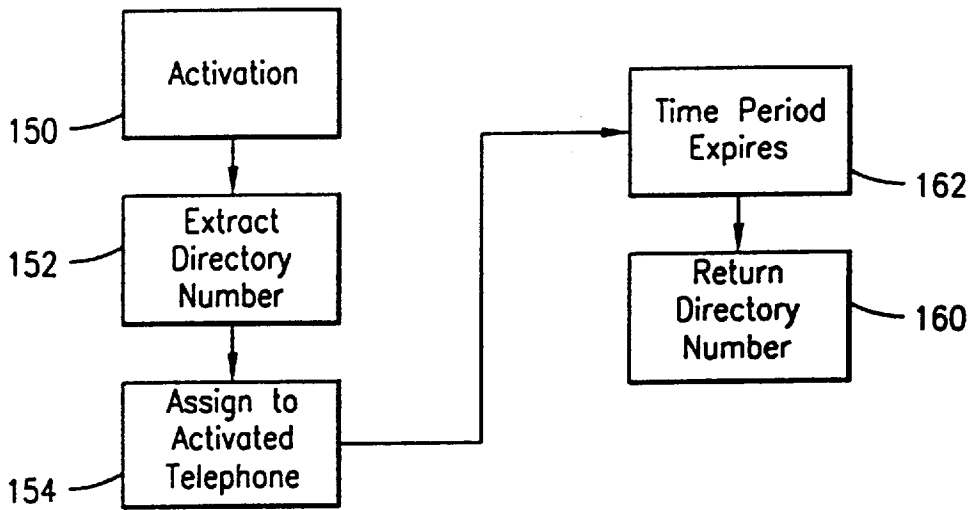 Activation
150
Extract
Directory
Number
152
Assign to
Activated
Telephone
154
Time Period
Expires
162
Return
Directory
Number
160